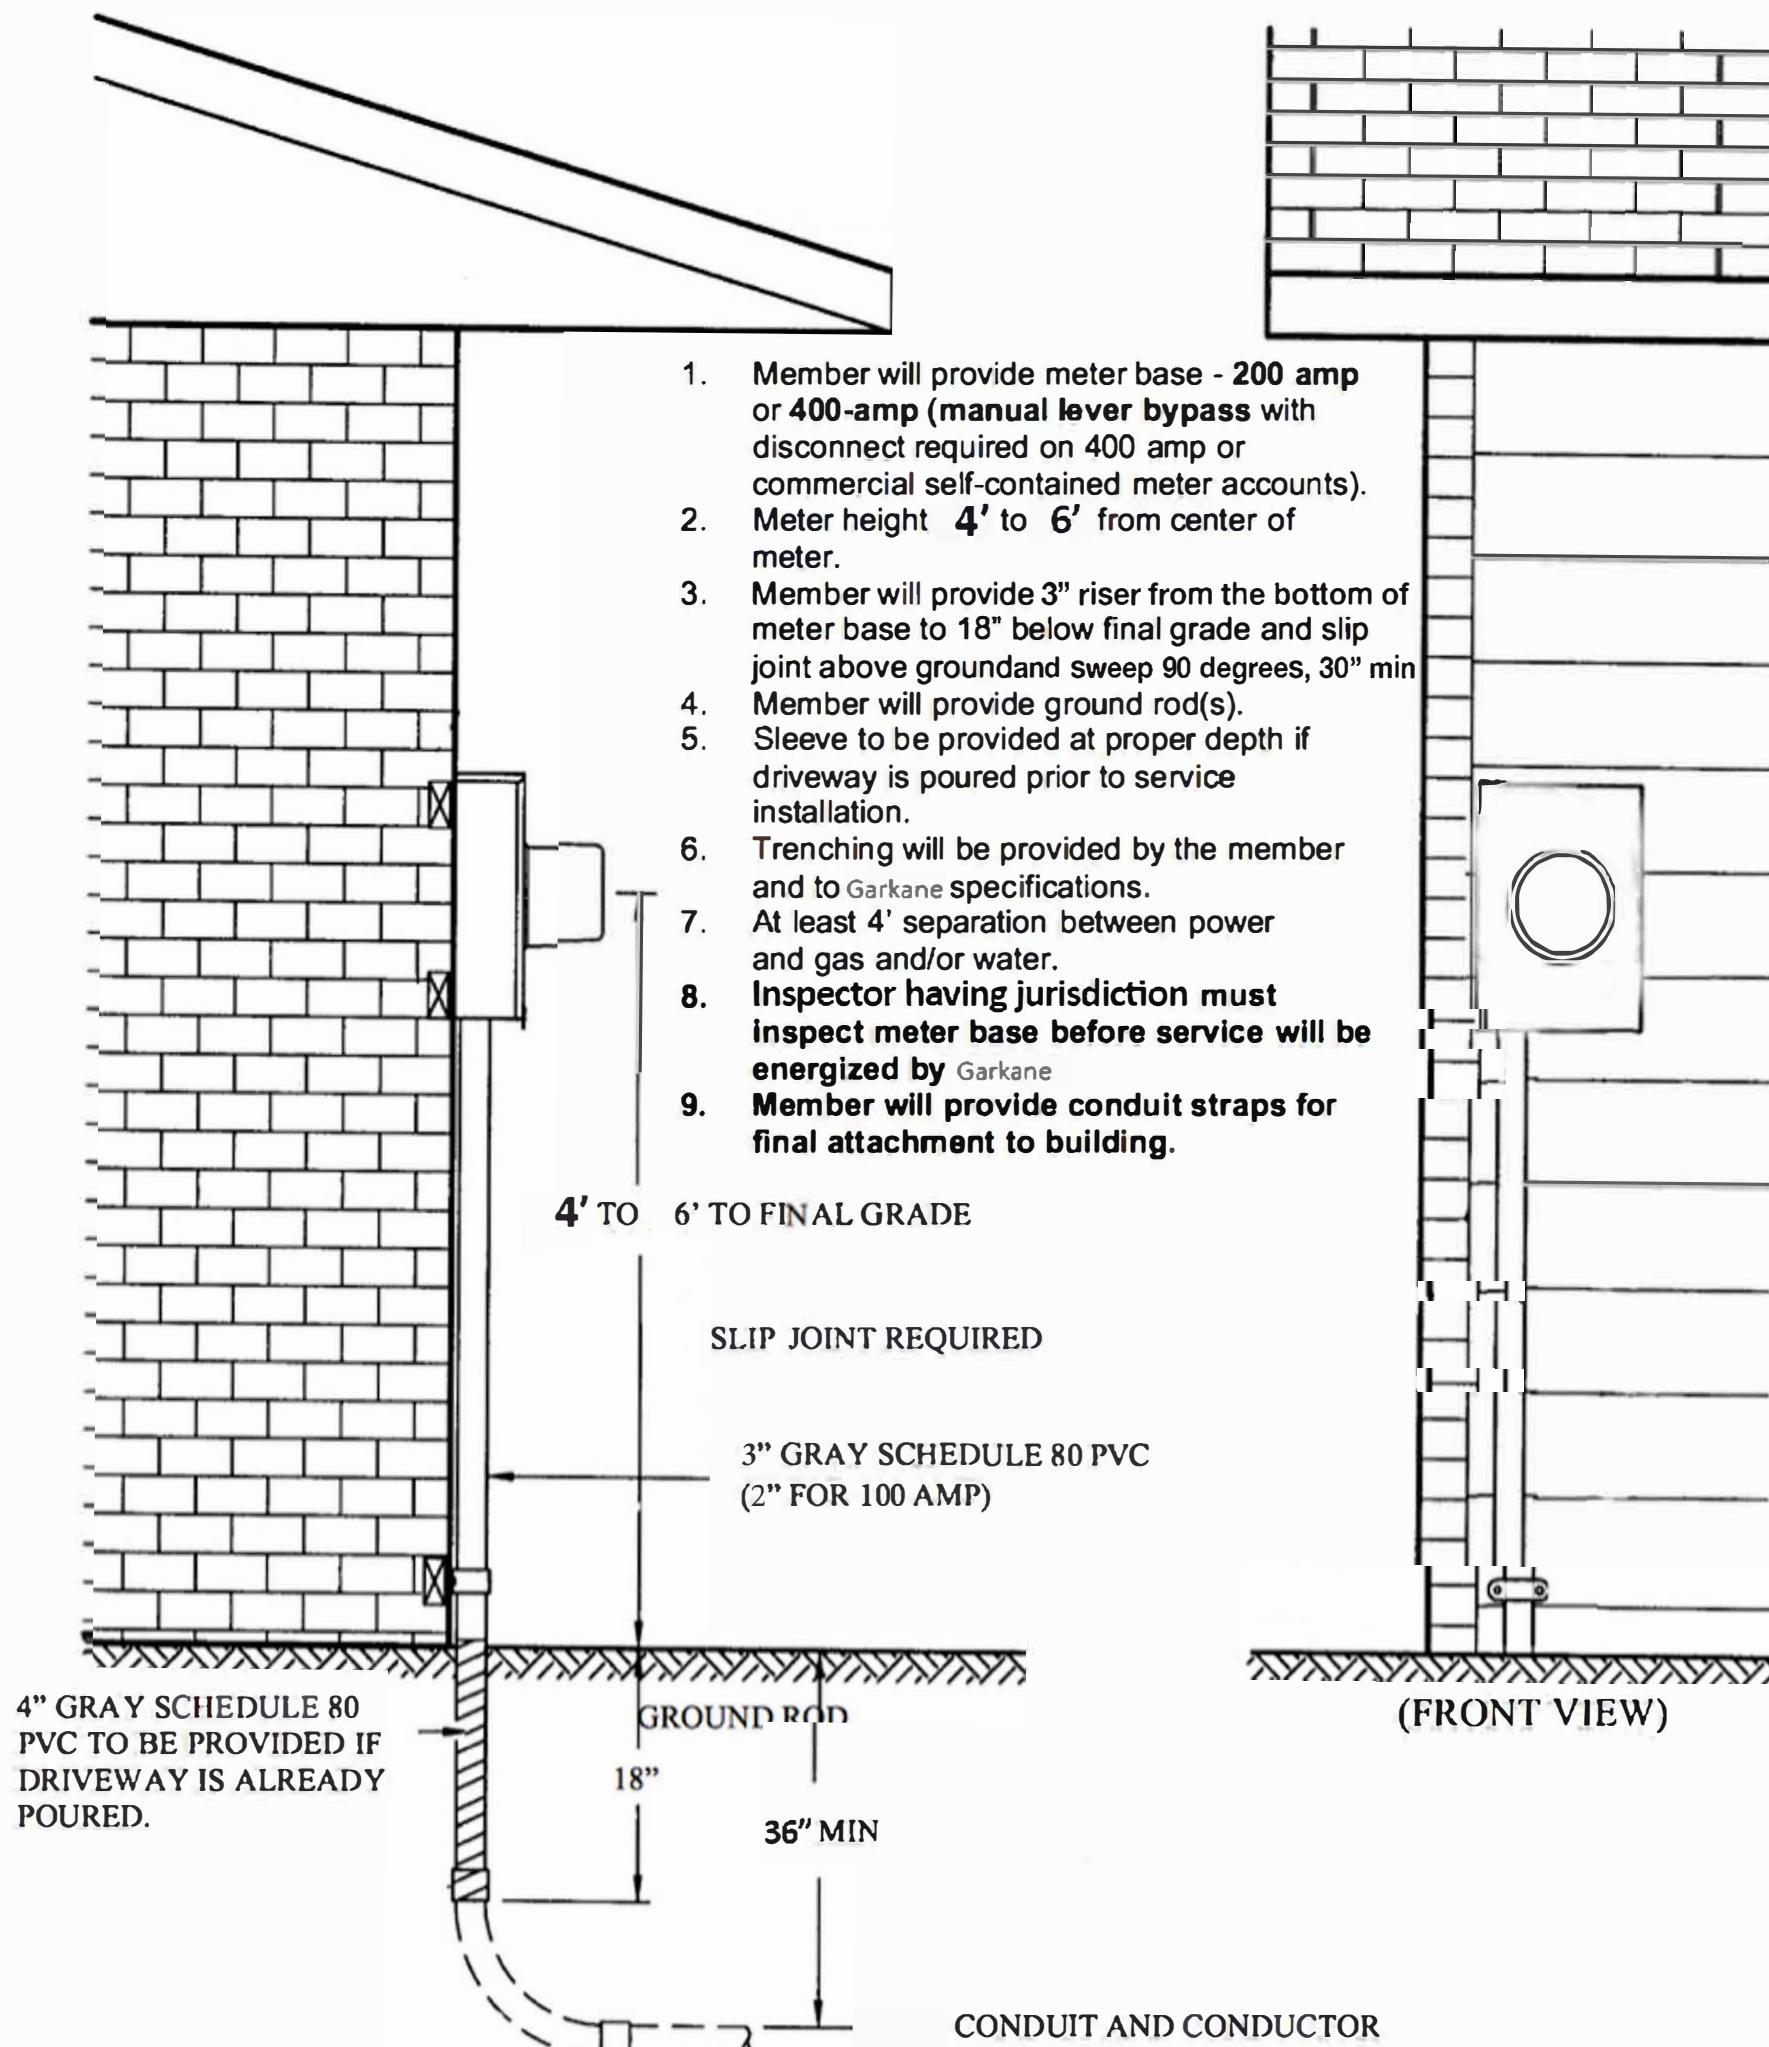 1. Member will provide meter base - 200 amp
or 400-amp (manual lever bypass with
disconnect required on 400 amp or
commercial self-contained meter accounts).
2. Meter height 4' to 6' from center of
meter.
3. Member will provide 3” riser from the bottom of
meter base to 18" below final grade and slip
joint above groundand sweep 90 degrees, 30” min
4. Member will provide ground rod(s).
5. Sleeve to be provided at proper depth if
driveway is poured prior to service
installation.
6. Trenching will be provided by the member
and to Garkane specifications.
7. At least 4' separation between power
and gas and/or water.
8. Inspector having jurisdiction must
inspect meter base before service will be
energized by Garkane
9. Member will provide conduit straps for
final attachment to building.
4' TO 6' TO FINAL GRADE
SLIP JOINT REQUIRED
3” GRAY SCHEDULE 80 PVC
(2” FOR 100 AMP)
4” GRAY SCHEDULE 80
PVC TO BE PROVIDED IF
DRIVEWAY IS ALREADY
POURED.
GROUND ROD
18”
36” MIN
(FRONT VIEW)
CONDUIT AND CONDUCTOR